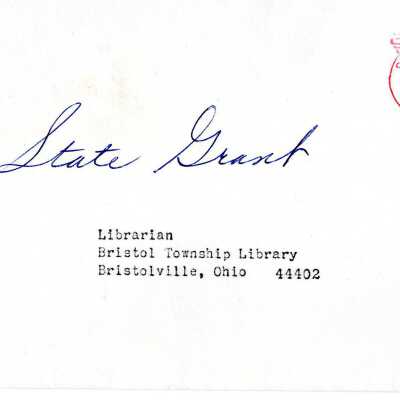 State Grant
Librarian
Bristol Township Library
Bristolville, Ohio 44402